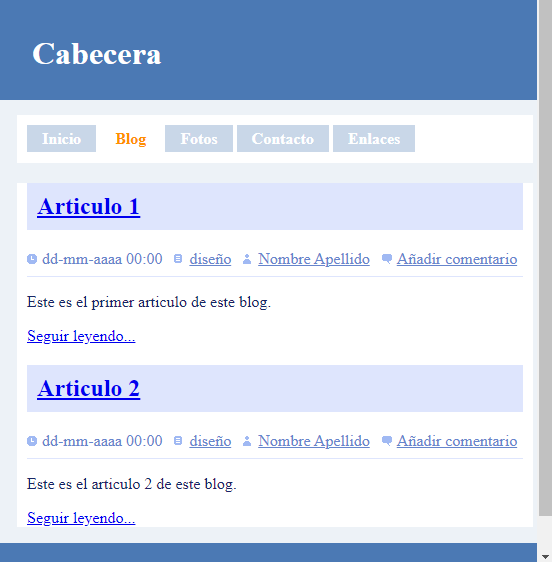 Cabecera
Inicio Blog Fotos Contacto Enlaces
Articulo 1
dd-mm-aaaa 00:00 diseño Nombre Apellido Añadir comentario
Este es el primer articulo de este blog.
Seguir leyendo...
Articulo 2
dd-mm-aaaa 00:00 diseño Nombre Apellido Añadir comentario
Este es el articulo 2 de este blog.
Seguir leyendo...